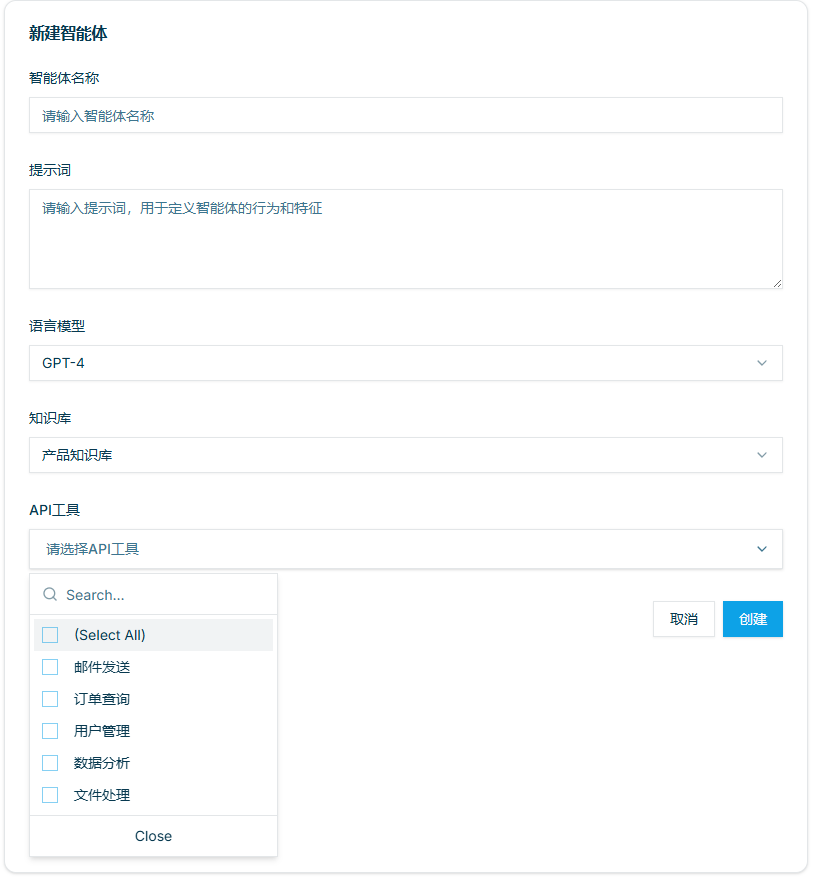 新建智能体
智能体名称
请输入智能体名称
提示词
请输入提示词，用于定义智能体的行为和特征
语言模型
GPT-4
知识库
产品知识库
API工具
请选择API工具
Search...
取消
创建
(Select All)
邮件发送
订单查询
用户管理
数据分析
文件处理
Close